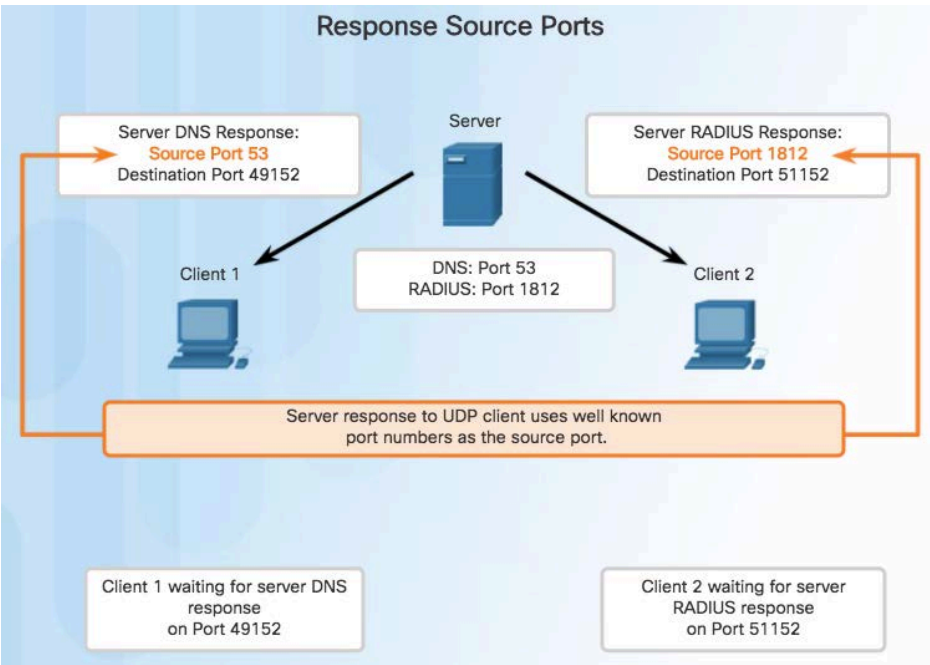 Response Source Ports
Server DNS Response:
Source Port 53
Destination Port 49152
Server
Server RADIUS Response:
Source Port 1812
Destination Port 51152
Client 1
DNS: Port 53
RADIUS: Port 1812
Client 2
Server response to UDP client uses well known
port numbers as the source port.
Client 1 waiting for server DNS
response
on Port 49152
Client 2 waiting for server
RADIUS response
on Port 51152